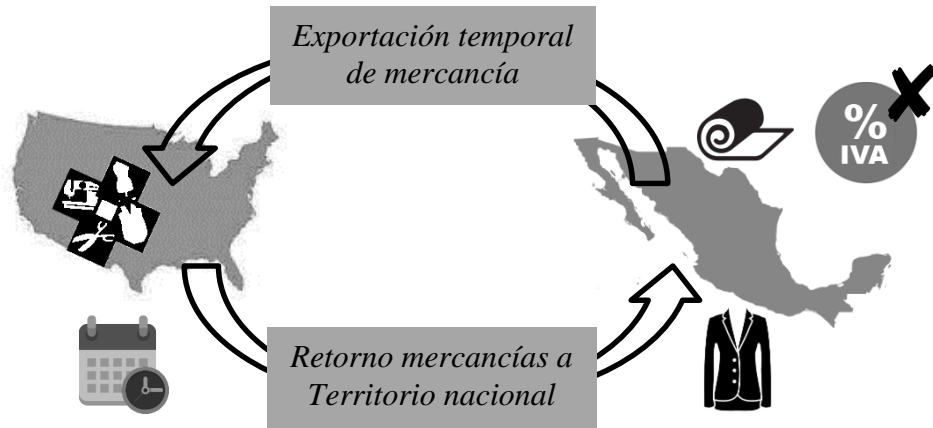 Exportación temporal
de mercancía
%
IVA
Retorno mercancías a
Territorio nacional